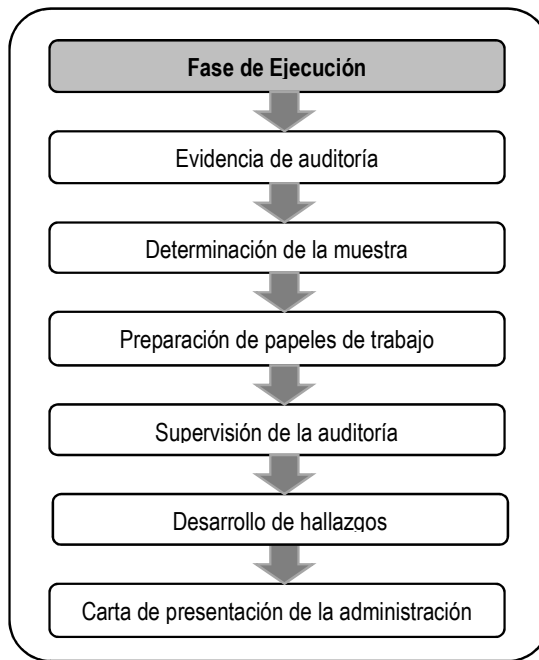 Fase de Ejecución
Evidencia de auditoría
Determinación de la muestra
Preparación de papeles de trabajo
Supervisión de la auditoría
Desarrollo de hallazgos
Carta de presentación de la administración